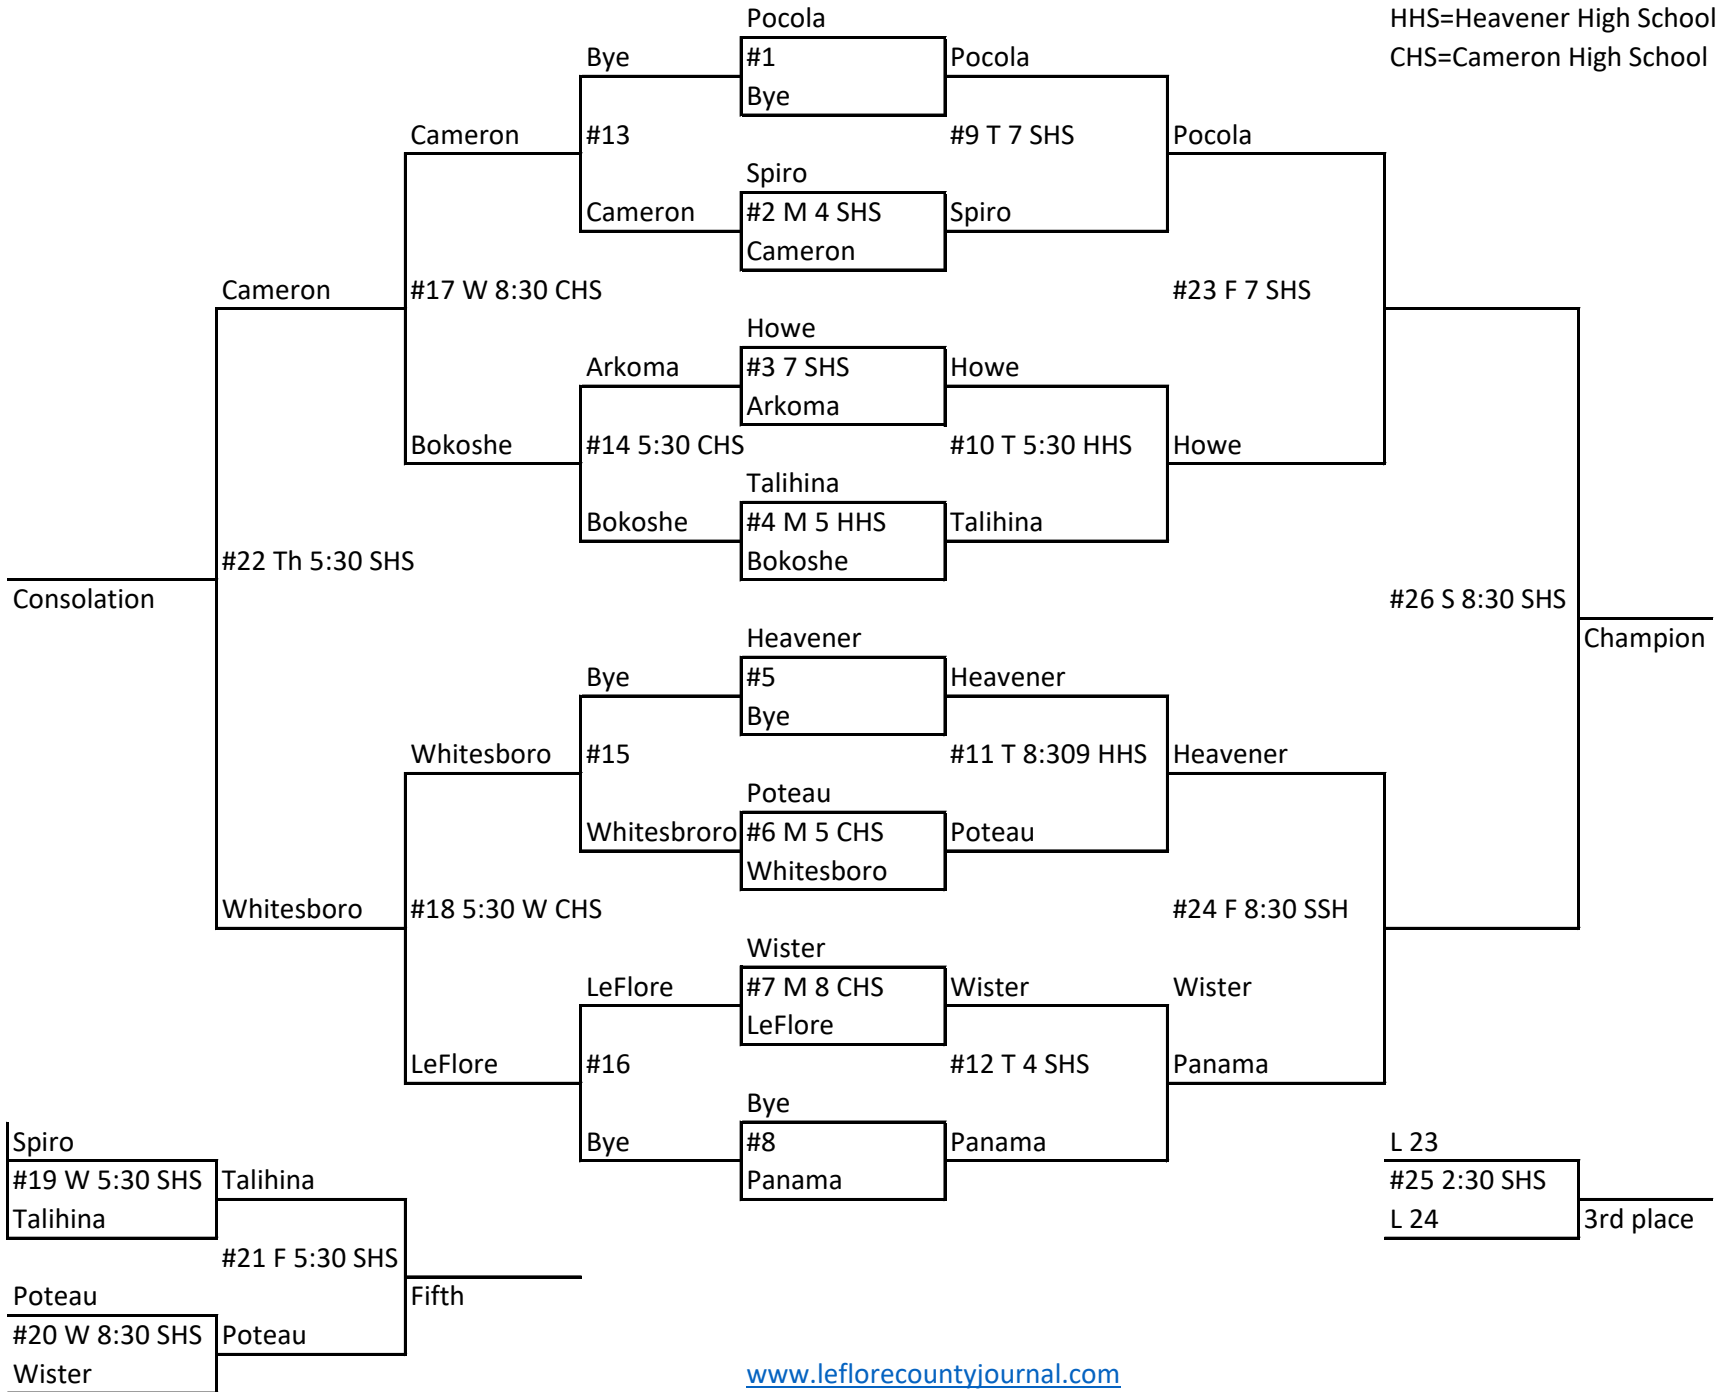 Pocola
HHS=Heavener High School
Bye
#1
Pocola
CHS=Cameron High School
Bye
Cameron
#13
#9 T 7 SHS
Pocola
Spiro
Cameron
#2 M 4 SHS
Spiro
Cameron
Cameron
#17 W 8:30 CHS
#23 F 7 SHS
Howe
Arkoma
#3 7 SHS
Howe
Arkoma
Bokoshe
#14 5:30 CHS
#10 T 5:30 HHS
Howe
Talihina
Bokoshe
#4 M 5 HHS
Talihina
#22 Th 5:30 SHS
Bokoshe
Consolation
#26 S 8:30 SHS
Heavener
Champion
Bye
#5
Heavener
Bye
Whitesboro
#15
#11 T 8:309 HHS
Heavener
Poteau
Whitesbroro
#6 M 5 CHS
Poteau
Whitesboro
Whitesboro
#18 5:30 W CHS
#24 F 8:30 SSH
Wister
LeFlore
#7 M 8 CHS
Wister
Wister
LeFlore
LeFlore
#16
#12 T 4 SHS
Panama
Bye
Spiro
Bye
#8
Panama
L 23
#19 W 5:30 SHS
Talihina
Panama
#25 2:30 SHS
Talihina
L 24
3rd place
#21 F 5:30 SHS
Poteau
Fifth
#20 W 8:30 SHS
Poteau
Wister
www.leflorecountyjournal.com